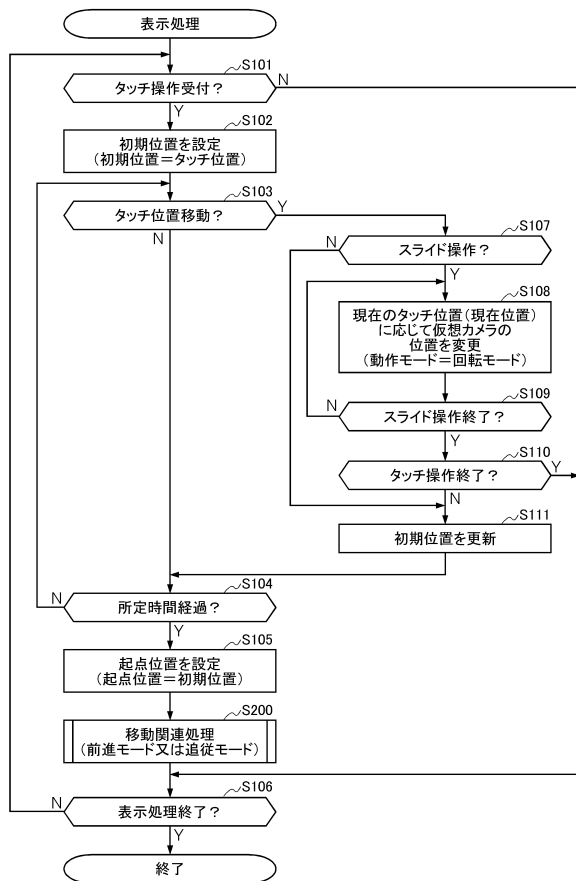 表示処理
S101
タッチ操作受付?
N
Y
S102
初期位置を設定
(初期位置=タッチ位置)
S103
タッチ位置移動?
Y
N
S107
スライド操作?
N
Y
S108
現在のタッチ位置(現在位置)
に応じて仮想カメラの
位置を変更
(動作モード=回転モード)
S109
スライド操作終了?
N
Y
S110
タッチ操作終了?
Y
N
S111
初期位置を更新
S104
所定時間経過?
N
Y
S105
起点位置を設定
(起点位置=初期位置)
S200
移動関連処理
(前進モード又は追従モード)
S106
表示処理終了?
N
Y
終了